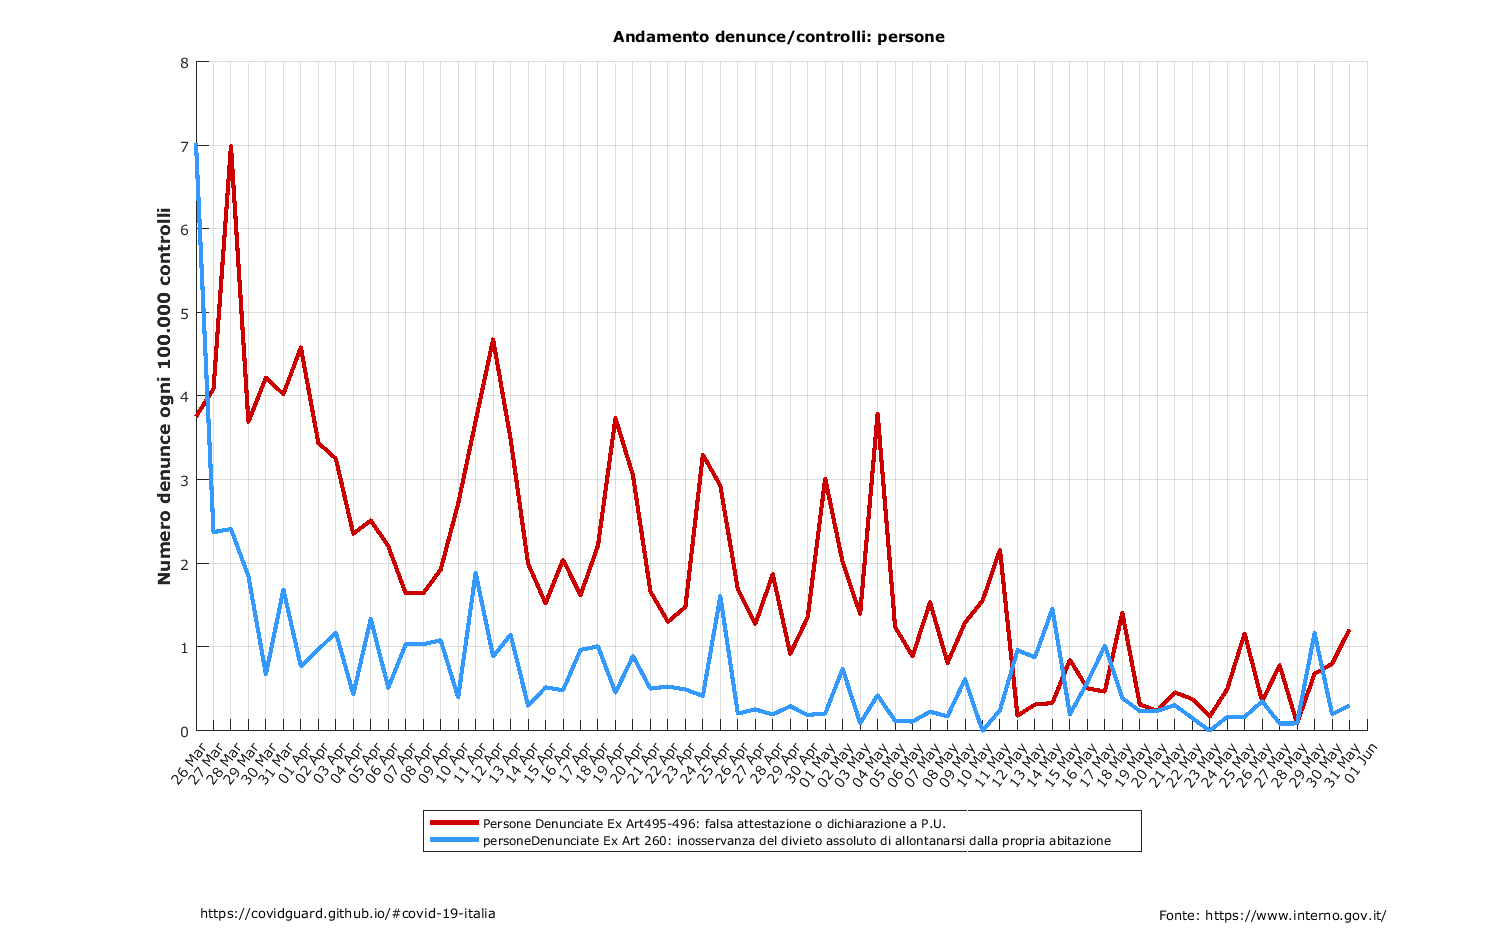 Andamento denunce/controlli: persone
Numero denunce ogni 100.000 controlli
8
7
6
5
4
3
2
1
0
26 Mar
27 Mar
28 Mar
29 Mar
30 Mar
31 Mar
01 Apr
02 Apr
03 Apr
04 Apr
05 Apr
06 Apr
07 Apr
08 Apr
09 Apr
10 Apr
11 Apr
12 Apr
13 Apr
14 Apr
15 Apr
16 Apr
17 Apr
18 Apr
19 Apr
20 Apr
21 Apr
22 Apr
23 Apr
24 Apr
25 Apr
26 Apr
27 Apr
28 Apr
29 Apr
30 Apr
01 May
02 May
03 May
04 May
05 May
06 May
07 May
08 May
09 May
10 May
11 May
12 May
13 May
14 May
15 May
16 May
17 May
18 May
19 May
20 May
21 May
22 May
23 May
24 May
25 May
26 May
27 May
28 May
29 May
30 May
31 May
01 Jun
Persone Denunciate Ex Art495-496: falsa attestazione o dichiarazione a P.U.
personeDenunciate Ex Art 260: inosservanza del divieto assoluto di allontanarsi dalla propria abitazione
https://covidguard.github.io/#covid-19-italia
Fonte: https://www.interno.gov.it/